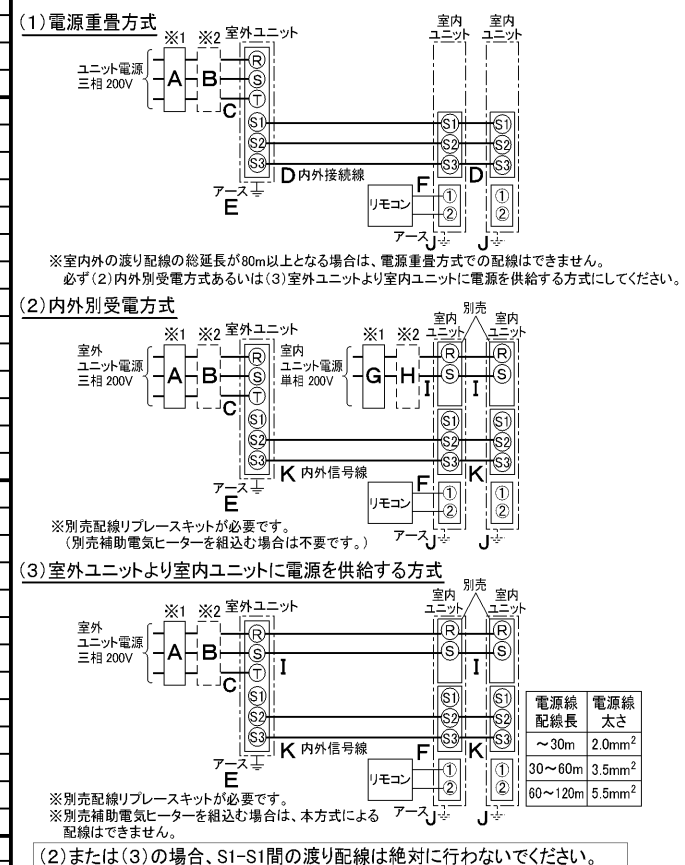 (1)電源重畳方式
※1 ※2 室外ユニット
室内
ユニット
室内
ユニット
ユニット電源
三相 200V
A B C
R
S
T
S1 S1 S1
S2 S2 S2
S3 S3 S3
D 内外接続線 D
アース
E
リモコン
F
① ①
② ②
アース J J
※室内外の渡り配線の総延長が80m以上となる場合は、電源重畳方式での配線はできません。
必ず(2)内外別受電方式あるいは(3)室外ユニットより室内ユニットに電源を供給する方式にしてください。
(2)内外別受電方式
別売
※1 ※2 室外ユニット
※1 ※2
室内
ユニット
室内
ユニット
室外
ユニット電源
三相 200V
A B C
室内
ユニット電源
単相 200V
G H I I
R R R
S S S
T
S1 S1 S1
S2 S2 S2
S3 S3 S3
K 内外信号線 K
アース
E
リモコン
F
① ①
② ②
アース J J
※別売配線リプレースキットが必要です。
(別売補助電気ヒーターを組込む場合は不要です。)
(3)室外ユニットより室内ユニットに電源を供給する方式
別売
※1 ※2 室外ユニット
室内
ユニット
室内
ユニット
室外
ユニット電源
三相 200V
A B C
R R R
S S S
T I I
S1 S1 S1
S2 S2 S2
S3 S3 S3
K 内外信号線 K
アース
E
リモコン
F
① ①
② ②
アース J J
電源線配線長 電源線太さ
~30m 2.0mm²
30~60m 3.5mm²
60~120m 5.5mm²
※別売配線リプレースキットが必要です。
※別売補助電気ヒーターを組込む場合は、本方式による
配線はできません。
(2)または(3)の場合、S1-S1間の渡り配線は絶対に行わないでください。